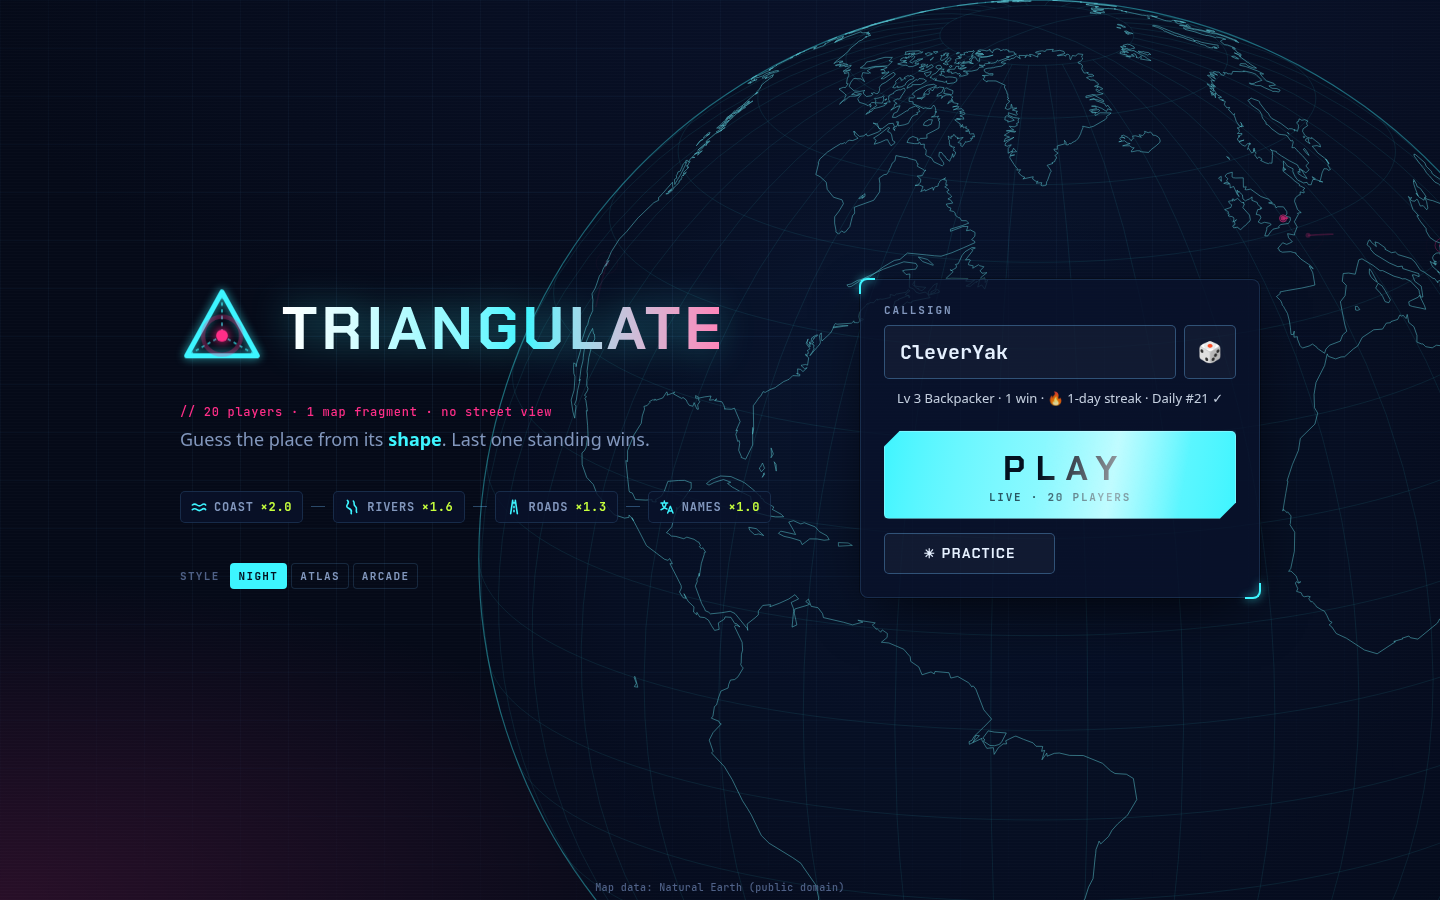 TRIANGULATE
// 20 players · 1 map fragment · no street view
Guess the place from its shape. Last one standing wins.
COAST ×2.0
RIVERS ×1.6
ROADS ×1.3
NAMES ×1.0
STYLE NIGHT ATLAS ARCADE
CALLSIGN
CleverYak
Lv 3 Backpacker · 1 win · 🔥 1-day streak · Daily #21 ✓
PLAY
LIVE · 20 PLAYERS
☀ PRACTICE
Map data: Natural Earth (public domain)